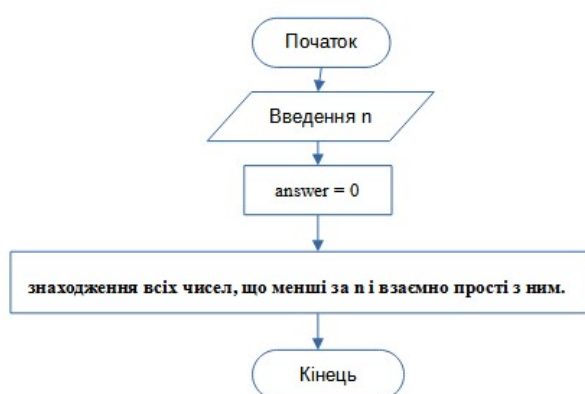 Початок
Введення n
answer = 0
знаходження всіх чисел, що менші за n і взаємно прості з ним.
Кінець